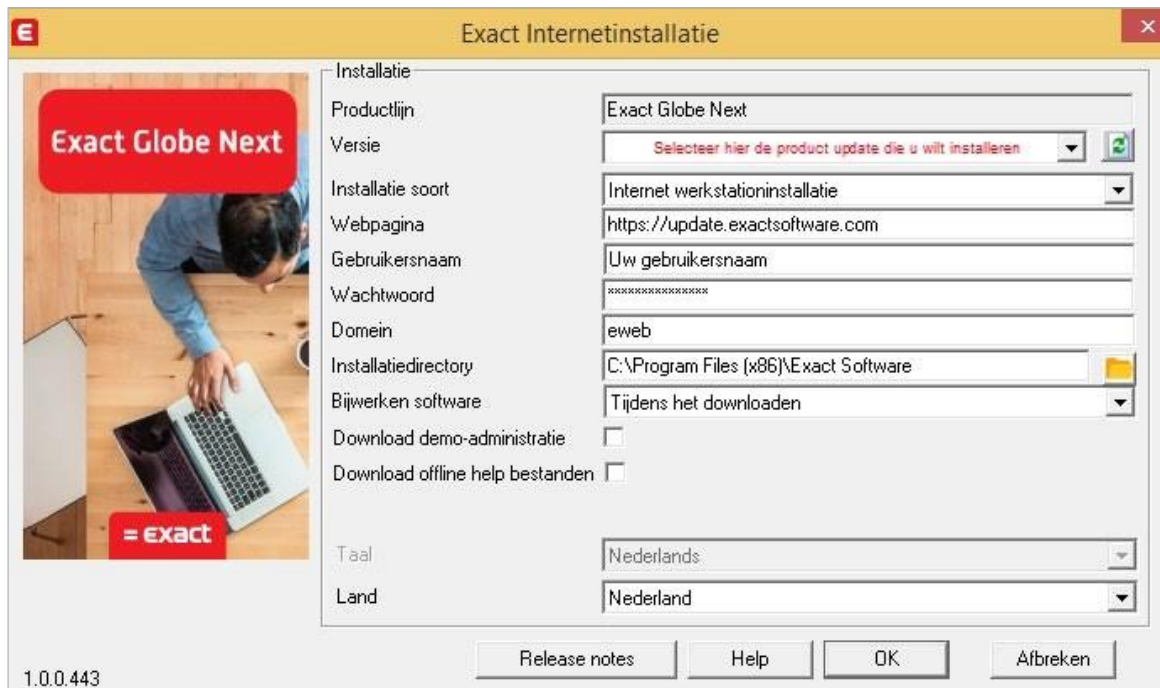 Exact Internetinstallatie
Exact Globe Next
= exact
1.0.0.443
Installatie
Productlijn Exact Globe Next
Versie Selecteer hier de product update die u wilt installeren
Installatie soort Internet werkstationinstallatie
Webpagina https://update.exactsoftware.com
Gebruikersnaam Uw gebruikersnaam
Wachtwoord ***************
Domein eweb
Installatiedirectory C:\Program Files (x86)\Exact Software
Bijwerken software Tijdens het downloaden
Download demo-administratie
Download offline help bestanden
Taal Nederlands
Land Nederland
Release notes Help OK Afbreken